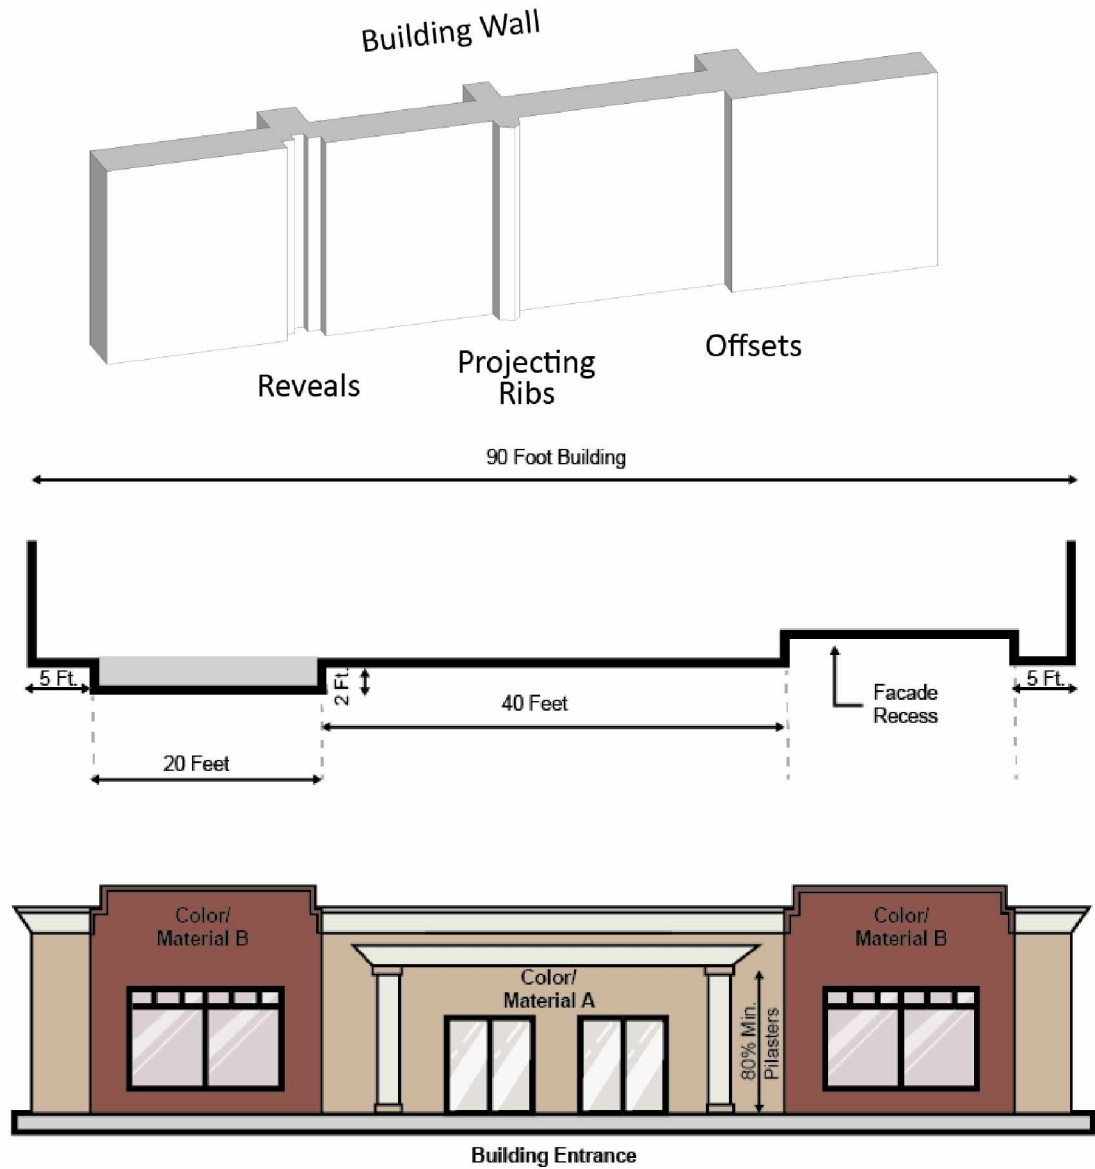 Building Wall
Reveals
Projecting
Ribs
Offsets
90 Foot Building
5 Ft.
2 Ft.
40 Feet
Facade
Recess
5 Ft.
20 Feet
Color/
Material B
Color/
Material A
80% Min.
Pilasters
Color/
Material B
Building Entrance